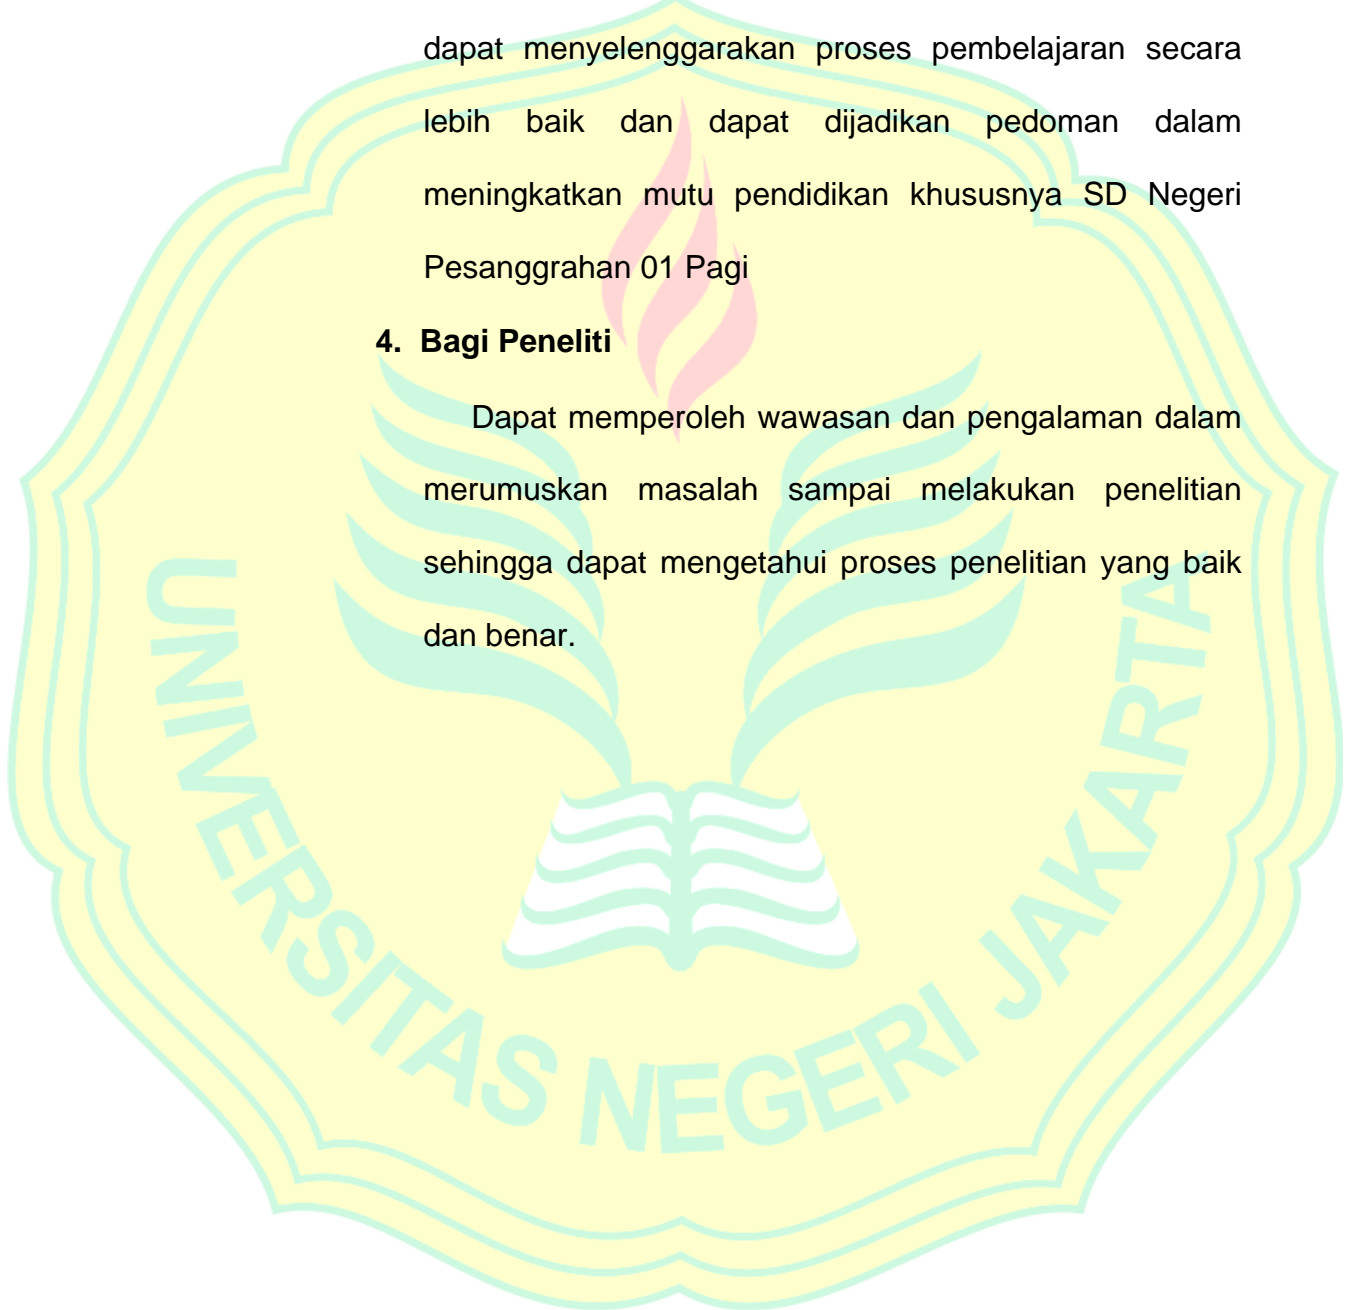 dapat menyelenggarakan proses pembelajaran secara
lebih baik dan dapat dijadikan pedoman dalam
meningkatkan mutu pendidikan khususnya SD Negeri
Pesanggrahan 01 Pagi
4. Bagi Peneliti
Dapat memperoleh wawasan dan pengalaman dalam
merumuskan masalah sampai melakukan penelitian
sehingga dapat mengetahui proses penelitian yang baik
dan benar.
UNIVERSITAS NEGERI JAKARTA